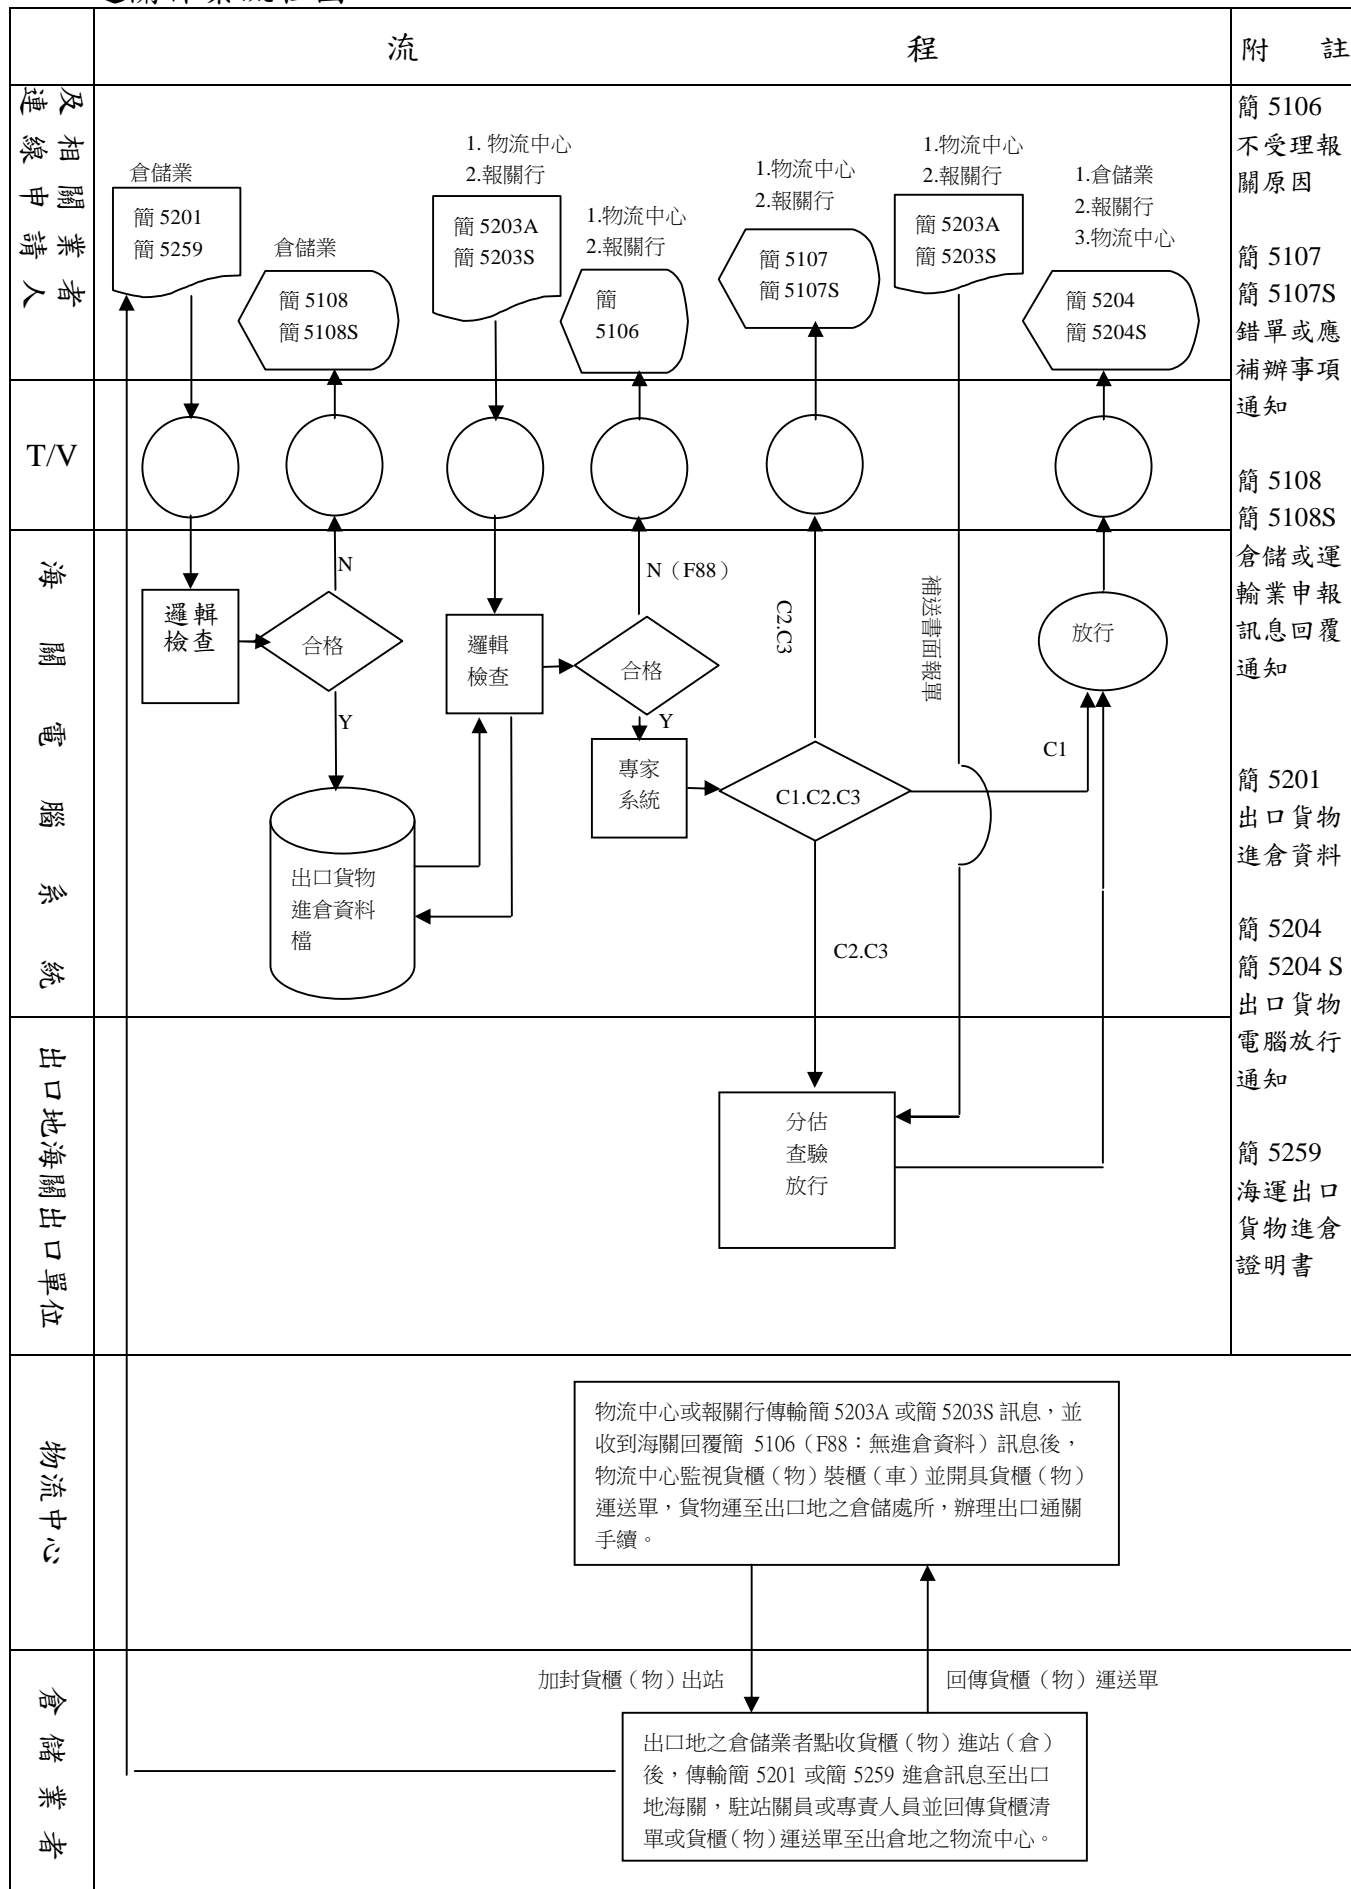 流 程
附 註
連線申請人
及相關業者
倉儲業
簡 5201
簡 5259
倉儲業
簡 5108
簡 5108S
1. 物流中心
2.報關行
簡 5203A
簡 5203S
1.物流中心
2.報關行
簡
5106
1.物流中心
2.報關行
簡 5107
簡 5107S
1.物流中心
2.報關行
簡 5203A
簡 5203S
1.倉儲業
2.報關行
3.物流中心
簡 5204
簡 5204S
T/V
海關電腦系統
邏輯
檢查
N
合格
Y
出口貨物
進倉資料
檔
邏輯
檢查
N（F88）
合格
Y
專家
系統
C2.C3
C1.C2.C3
C2.C3
補送書面報單
C1
放行
出口地海關出口單位
分估
查驗
放行
物流中心
物流中心或報關行傳輸簡 5203A 或簡 5203S 訊息，並
收到海關回覆簡 5106（F88：無進倉資料）訊息後，
物流中心監視貨櫃（物）裝櫃（車）並開具貨櫃（物）
運送單，貨物運至出口地之倉儲處所，辦理出口通關
手續。
加封貨櫃（物）出站
回傳貨櫃（物）運送單
倉儲業者
出口地之倉儲業者點收貨櫃（物）進站（倉）
後，傳輸簡 5201 或簡 5259 進倉訊息至出口
地海關，駐站關員或專責人員並回傳貨櫃清
單或貨櫃（物）運送單至出倉地之物流中心。
簡 5106
不受理報
關原因
簡 5107
簡 5107S
錯單或應
補辦事項
通知
簡 5108
簡 5108S
倉儲或運
輸業申報
訊息回覆
通知
簡 5201
出口貨物
進倉資料
簡 5204
簡 5204 S
出口貨物
電腦放行
通知
簡 5259
海運出口
貨物進倉
證明書